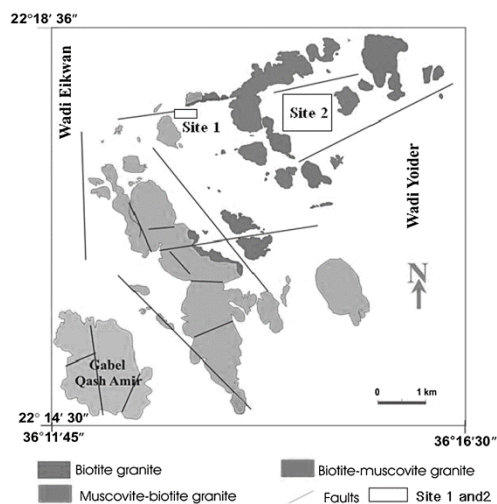 22° 18' 36"
Wadi Eikwan
Site 1
Site 2
Wadi Yoider
N
Gabel
Qash Amir
0 1 km
22° 14' 30"
36° 11'45"
36° 16'30"
Biotite granite
Biotite-muscovite granite
Muscovite-biotite granite
Faults
Site 1 and2